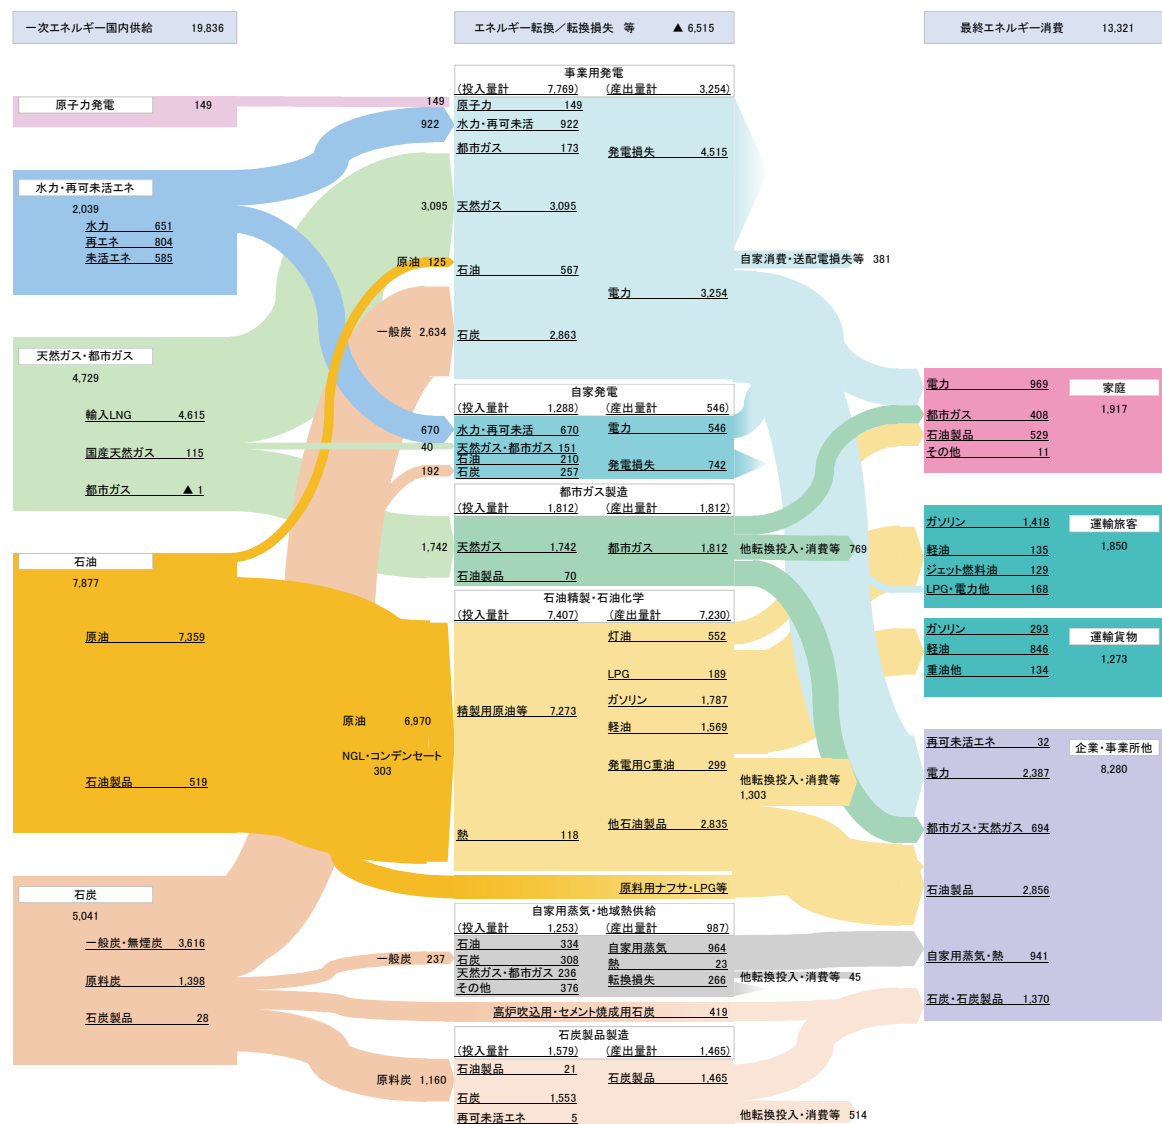 一次エネルギー国内供給 19,836
エネルギー転換／転換損失 等 ▲ 6,515
最終エネルギー消費 13,321
原子力発電 149
水力・再可未活エネ
2,039
水力 651
再エネ 804
未活エネ 585
天然ガス・都市ガス
4,729
輸入LNG 4,615
国産天然ガス 115
都市ガス ▲ 1
石油
7,877
原油 7,359
石油製品 519
石炭
5,041
一般炭・無煙炭 3,616
原料炭 1,398
石炭製品 28
149
922
3,095
原油 125
一般炭 2,634
670
40
192
1,742
原油 6,970
NGL・コンデンセート
303
一般炭 237
原料炭 1,160
事業用発電
(投入量計 7,769) (産出量計 3,254)
原子力 149
水力・再可未活 922
都市ガス 173
発電損失 4,515
天然ガス 3,095
石油 567
電力 3,254
石炭 2,863
自家発電
(投入量計 1,288) (産出量計 546)
水力・再可未活 670
電力 546
天然ガス・都市ガス 151
石油 210
発電損失 742
石炭 257
都市ガス製造
(投入量計 1,812) (産出量計 1,812)
天然ガス 1,742
都市ガス 1,812
石油製品 70
石油精製・石油化学
(投入量計 7,407) (産出量計 7,230)
灯油 552
LPG 189
ガソリン 1,787
精製用原油等 7,273
軽油 1,569
発電用C重油 299
他石油製品 2,835
熱 118
原料用ナフサ・LPG等
自家用蒸気・地域熱供給
(投入量計 1,253) (産出量計 987)
石油 334
自家用蒸気 964
石炭 308
熱 23
天然ガス・都市ガス 236
転換損失 266
その他 376
高炉吹込用・セメント焼成用石炭 419
石炭製品製造
(投入量計 1,579) (産出量計 1,465)
石油製品 21
石炭製品 1,465
石炭 1,553
再可未活エネ 5
自家消費・送配電損失等 381
他転換投入・消費等 769
他転換投入・消費等
1,303
他転換投入・消費等 45
他転換投入・消費等 514
家庭
1,917
電力 969
都市ガス 408
石油製品 529
その他 11
運輸旅客
1,850
ガソリン 1,418
軽油 135
ジェット燃料油 129
LPG・電力他 168
運輸貨物
1,273
ガソリン 293
軽油 846
重油他 134
企業・事業所他
8,280
再可未活エネ 32
電力 2,387
都市ガス・天然ガス 694
石油製品 2,856
自家用蒸気・熱 941
石炭・石炭製品 1,370